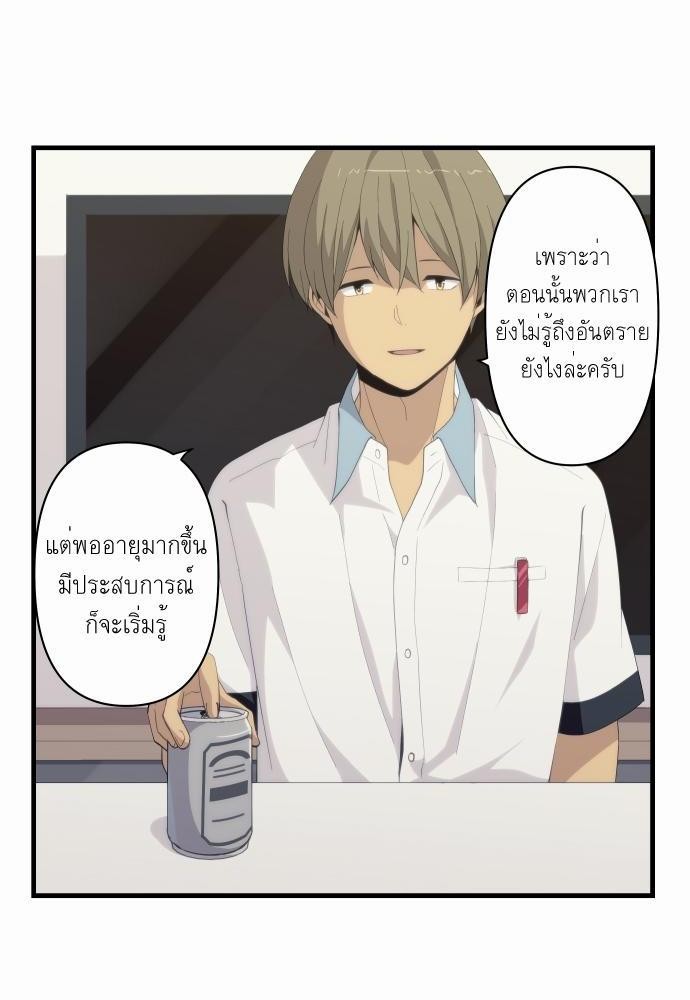 เพราะว่า
ตอนนั้นพวกเรา
ยังไม่รู้ถึงอันตราย
ยังไงล่ะครับ
แต่พออายุมากขึ้น
มีประสบการณ์
ก็จะเริ่มรู้